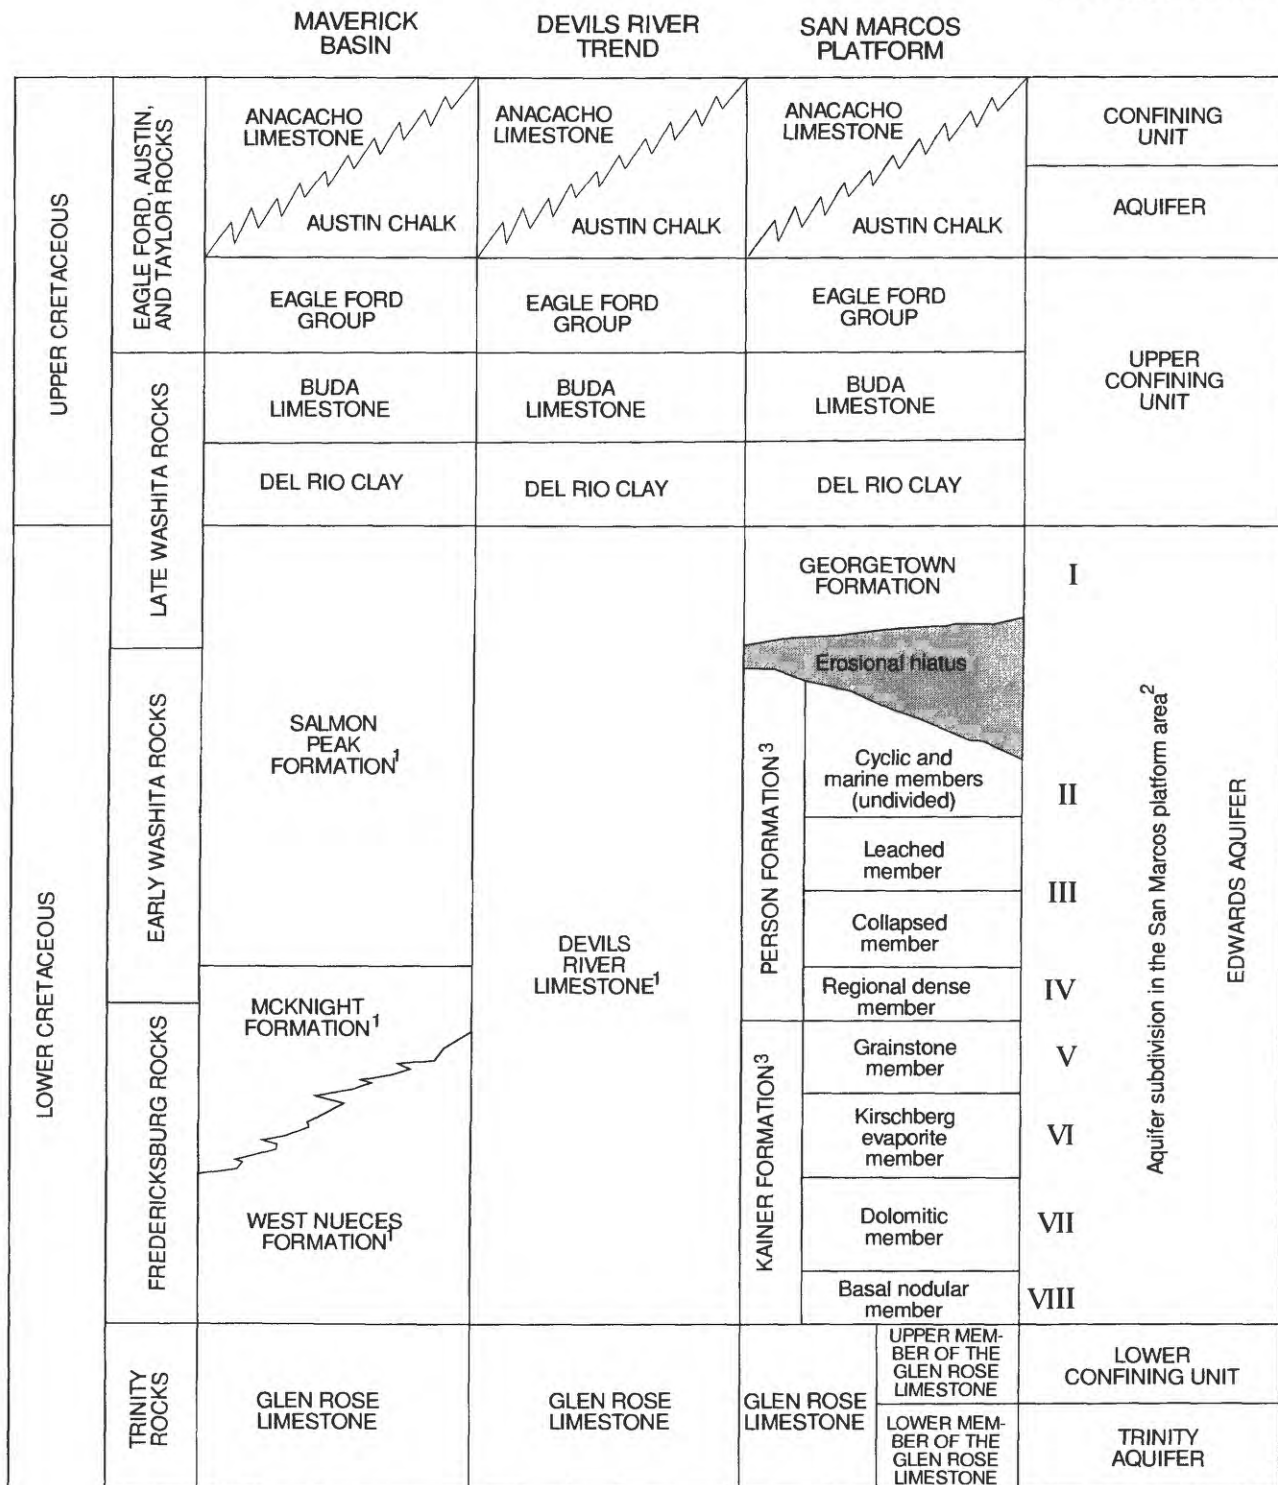 MAVERICK
BASIN
DEVILS RIVER
TREND
SAN MARCOS
PLATFORM
UPPER CRETACEOUS
EAGLE FORD, AUSTIN,
AND TAYLOR ROCKS
ANACACHO
LIMESTONE
AUSTIN CHALK
ANACACHO
LIMESTONE
AUSTIN CHALK
ANACACHO
LIMESTONE
AUSTIN CHALK
CONFINING
UNIT
AQUIFER
EAGLE FORD
GROUP
EAGLE FORD
GROUP
EAGLE FORD
GROUP
UPPER
CONFINING
UNIT
LATE WASHITA ROCKS
BUDA
LIMESTONE
BUDA
LIMESTONE
BUDA
LIMESTONE
DEL RIO CLAY
DEL RIO CLAY
DEL RIO CLAY
LOWER CRETACEOUS
EARLY WASHITA ROCKS
SALMON
PEAK
FORMATION1
MCKNIGHT
FORMATION1
FREDERICKSBURG ROCKS
WEST NUECES
FORMATION1
DEVILS
RIVER
LIMESTONE1
GEORGETOWN
FORMATION
I
Erosional hiatus
PERSON FORMATION3
Cyclic and
marine members
(undivided)
II
Leached
member
III
Collapsed
member
Regional dense
member
IV
KAINER FORMATION3
Grainstone
member
V
Kirschberg
evaporite
member
VI
Dolomitic
member
VII
Basal nodular
member
VIII
Aquifer subdivision in the San Marcos platform area2
EDWARDS AQUIFER
TRINITY
ROCKS
GLEN ROSE
LIMESTONE
GLEN ROSE
LIMESTONE
GLEN ROSE
LIMESTONE
UPPER MEM-
BER OF THE
GLEN ROSE
LIMESTONE
LOWER
CONFINING UNIT
LOWER MEM-
BER OF THE
GLEN ROSE
LIMESTONE
TRINITY
AQUIFER